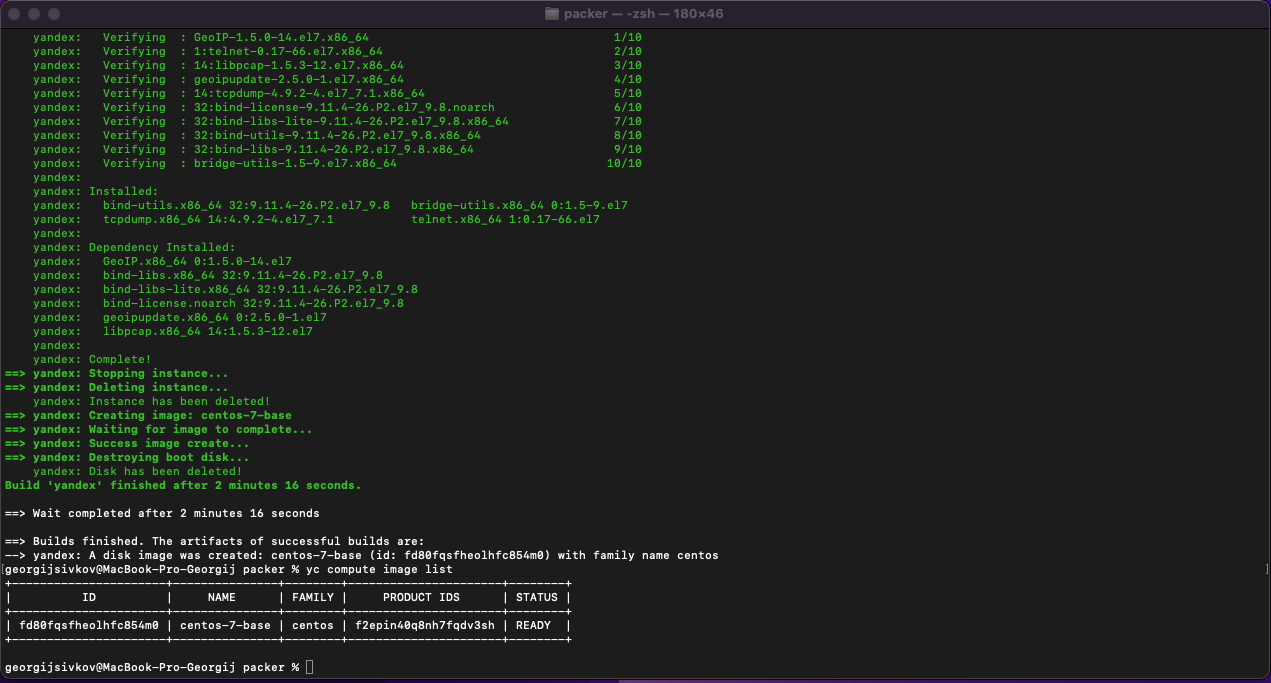 packer — -zsh — 180×46
yandex:   Verifying  : GeoIP-1.5.0-14.el7.x86_64                                   1/10
yandex:   Verifying  : 1:telnet-0.17-66.el7.x86_64                                 2/10
yandex:   Verifying  : 14:libpcap-1.5.3-12.el7.x86_64                              3/10
yandex:   Verifying  : geoipupdate-2.5.0-1.el7.x86_64                              4/10
yandex:   Verifying  : 14:tcpdump-4.9.2-4.el7_7.1.x86_64                           5/10
yandex:   Verifying  : 32:bind-license-9.11.4-26.P2.el7_9.8.noarch                 6/10
yandex:   Verifying  : 32:bind-libs-lite-9.11.4-26.P2.el7_9.8.x86_64               7/10
yandex:   Verifying  : 32:bind-utils-9.11.4-26.P2.el7_9.8.x86_64                   8/10
yandex:   Verifying  : 32:bind-libs-9.11.4-26.P2.el7_9.8.x86_64                    9/10
yandex:   Verifying  : bridge-utils-1.5-9.el7.x86_64                              10/10
yandex:
yandex: Installed:
yandex:   bind-utils.x86_64 32:9.11.4-26.P2.el7_9.8   bridge-utils.x86_64 0:1.5-9.el7
yandex:   tcpdump.x86_64 14:4.9.2-4.el7_7.1           telnet.x86_64 1:0.17-66.el7
yandex:
yandex: Dependency Installed:
yandex:   GeoIP.x86_64 0:1.5.0-14.el7
yandex:   bind-libs.x86_64 32:9.11.4-26.P2.el7_9.8
yandex:   bind-libs-lite.x86_64 32:9.11.4-26.P2.el7_9.8
yandex:   bind-license.noarch 32:9.11.4-26.P2.el7_9.8
yandex:   geoipupdate.x86_64 0:2.5.0-1.el7
yandex:   libpcap.x86_64 14:1.5.3-12.el7
yandex:
yandex: Complete!
==> yandex: Stopping instance...
==> yandex: Deleting instance...
yandex: Instance has been deleted!
==> yandex: Creating image: centos-7-base
==> yandex: Waiting for image to complete...
==> yandex: Success image create...
==> yandex: Destroying boot disk...
yandex: Disk has been deleted!
Build 'yandex' finished after 2 minutes 16 seconds.
==> Wait completed after 2 minutes 16 seconds
==> Builds finished. The artifacts of successful builds are:
--> yandex: A disk image was created: centos-7-base (id: fd80fqsfheolhfc854m0) with family name centos
[georgijsivkov@MacBook-Pro-Georgij packer % yc compute image list ]
+----------------------+---------------+--------+----------------------+--------+
|          ID          |     NAME      | FAMILY |     PRODUCT IDS      | STATUS |
+----------------------+---------------+--------+----------------------+--------+
| fd80fqsfheolhfc854m0 | centos-7-base | centos | f2epin40q8nh7fqdv3sh | READY  |
+----------------------+---------------+--------+----------------------+--------+
georgijsivkov@MacBook-Pro-Georgij packer %